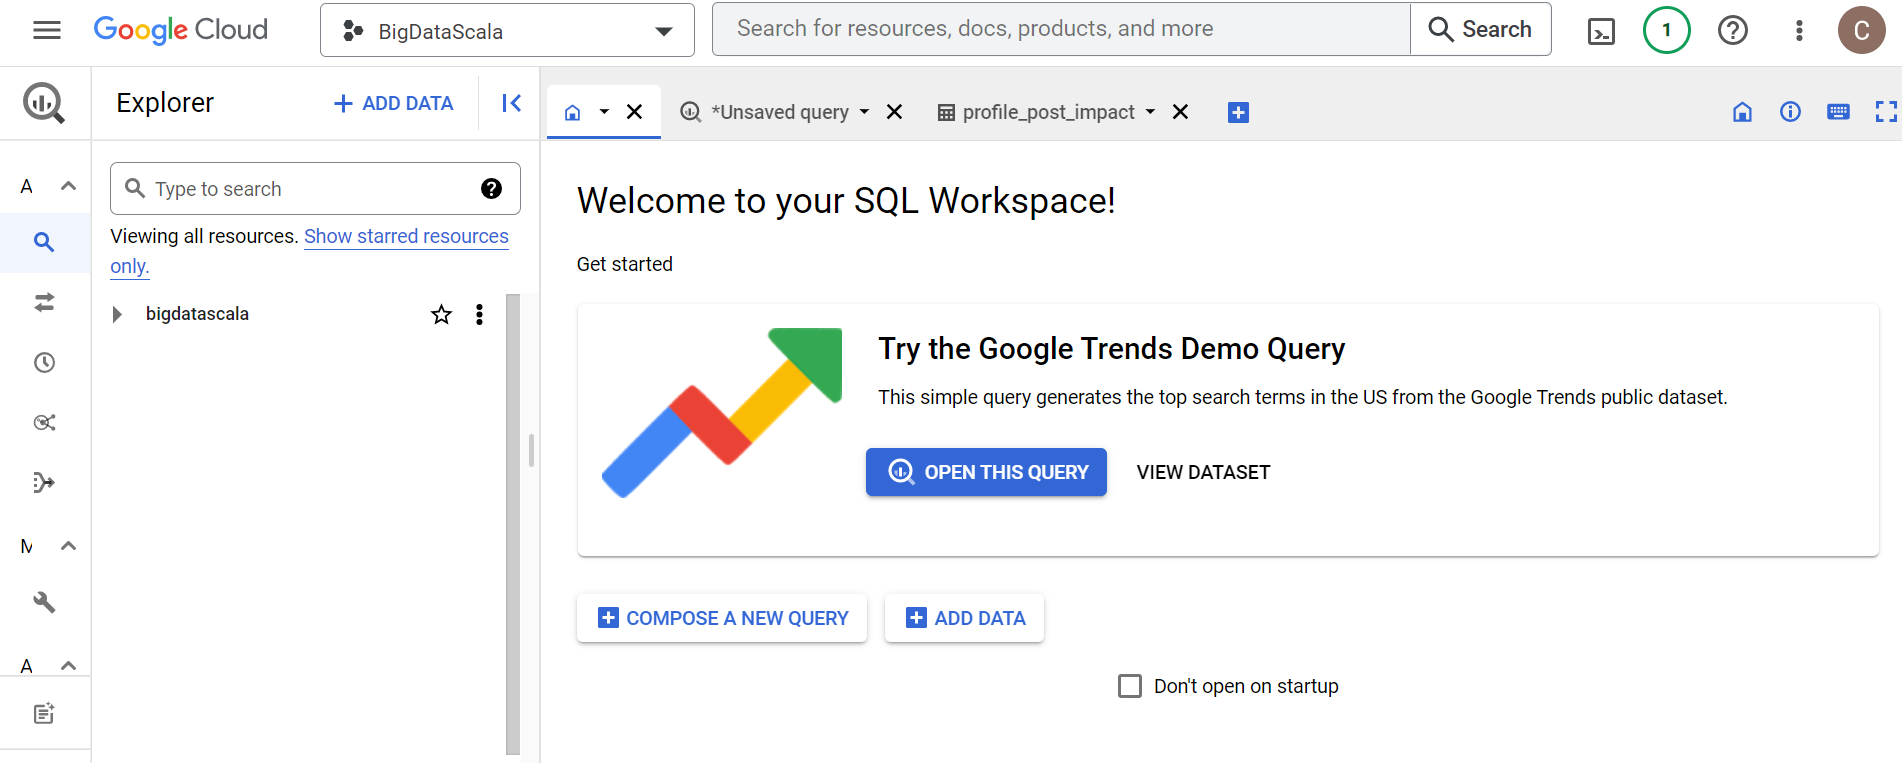 Google Cloud
BigDataScala
Search for resources, docs, products, and more
Search
1
C
Explorer
ADD DATA
*Unsaved query
profile_post_impact
A
Type to search
Viewing all resources. Show starred resources
only.
bigdatascala
M
A
Welcome to your SQL Workspace!
Get started
Try the Google Trends Demo Query
This simple query generates the top search terms in the US from the Google Trends public dataset.
OPEN THIS QUERY
VIEW DATASET
COMPOSE A NEW QUERY
ADD DATA
Don't open on startup